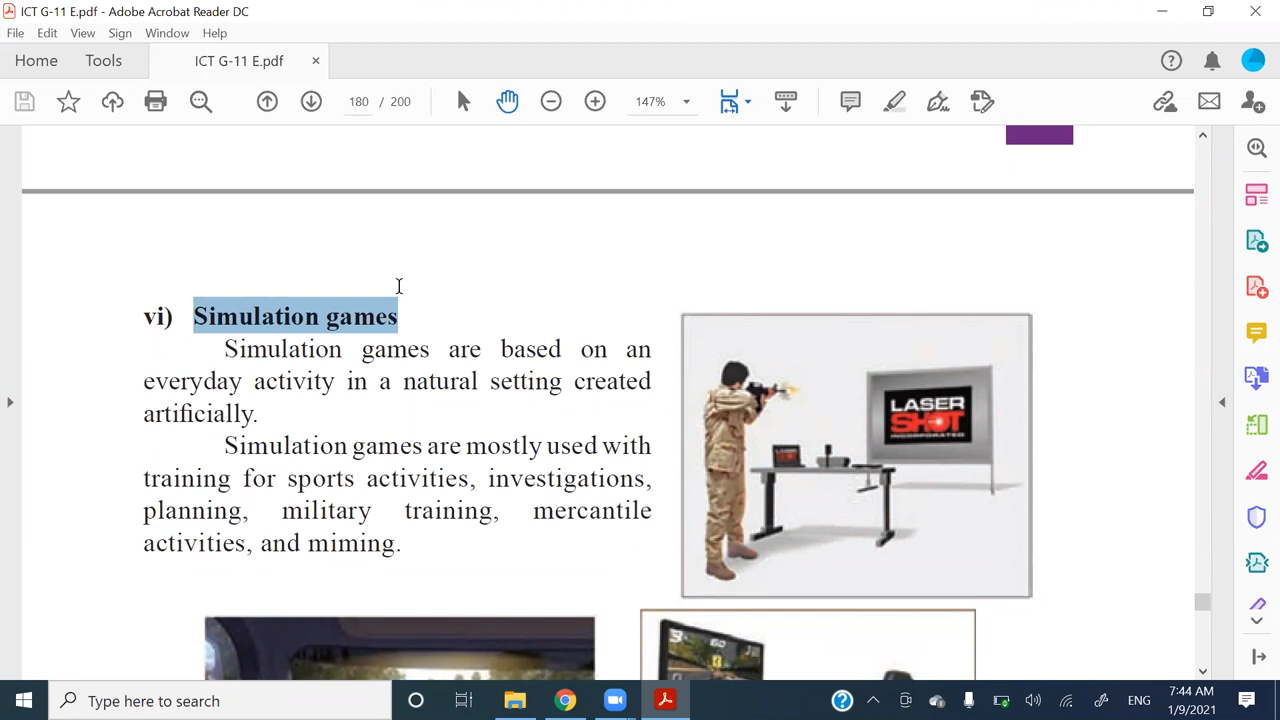 ICT G-11 E.pdf - Adobe Acrobat Reader DC
File Edit View Sign Window Help
Home Tools ICT G-11 E.pdf ×
180 / 200 147%
vi) Simulation games
Simulation games are based on an
everyday activity in a natural setting created
artificially.
Simulation games are mostly used with
training for sports activities, investigations,
planning, military training, mercantile
activities, and miming.
LASER
SHOT
INCORPORATED
GO
Type here to search
ENG
7:44 AM
1/9/2021